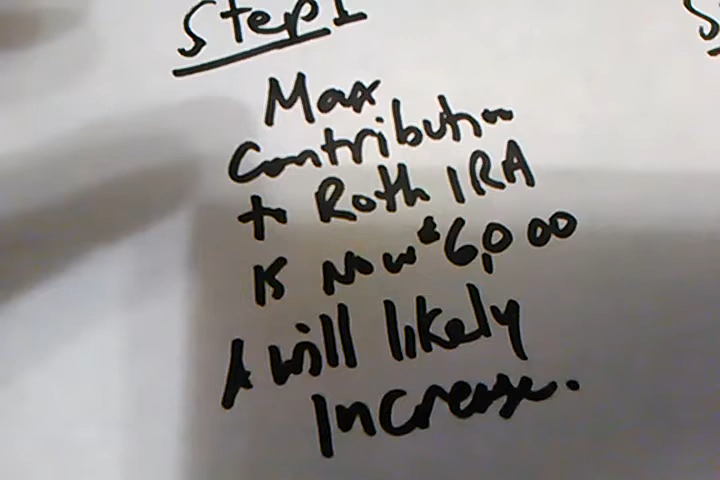 Step 1
Max
Contribution
to Roth IRA
is Now $6,000
& will likely
Increase.